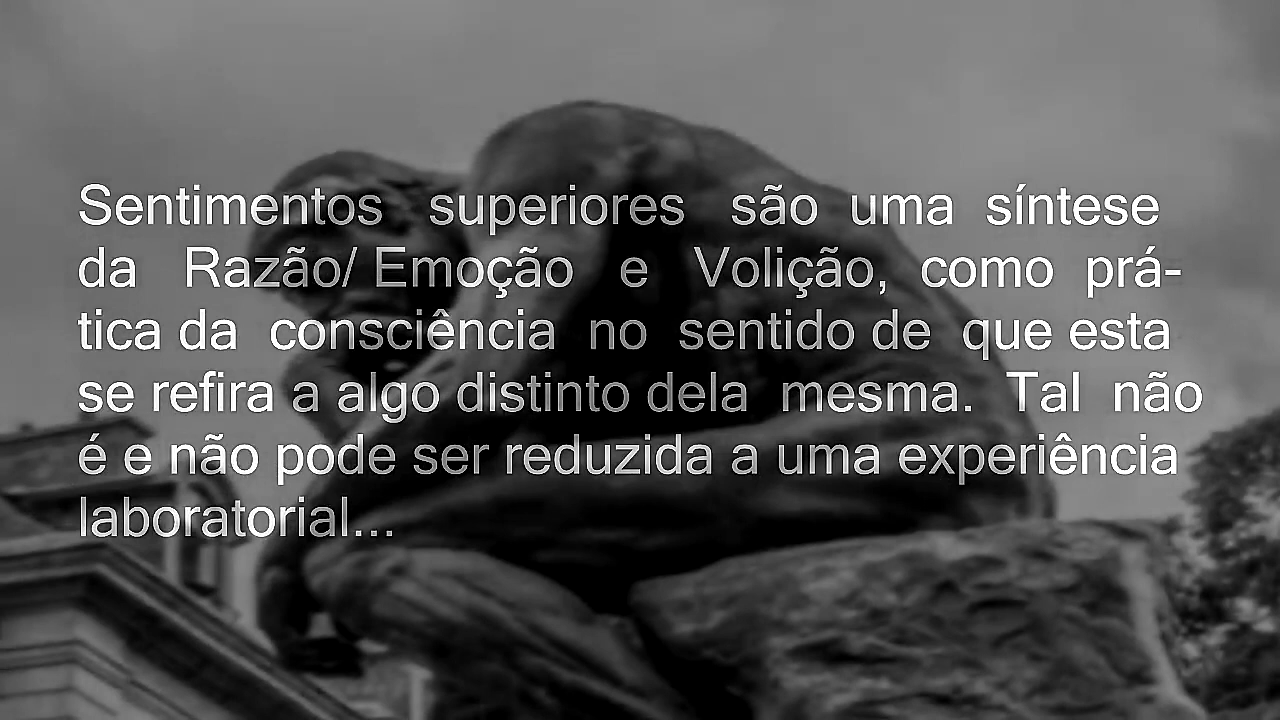 Sentimentos superiores são uma síntese
da Razão/ Emoção e Volição, como prá-
tica da consciência no sentido de que esta
se refira a algo distinto dela mesma. Tal não
é e não pode ser reduzida a uma experiência
laboratorial...